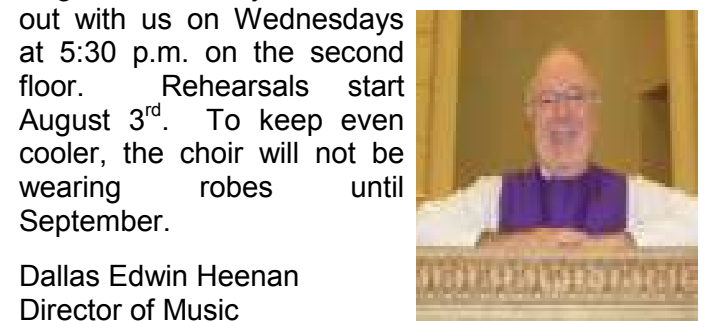 out with us on Wednesdays
at 5:30 p.m. on the second
floor. Rehearsals start
August 3rd. To keep even
cooler, the choir will not be
wearing robes until
September.
Dallas Edwin Heenan
Director of Music